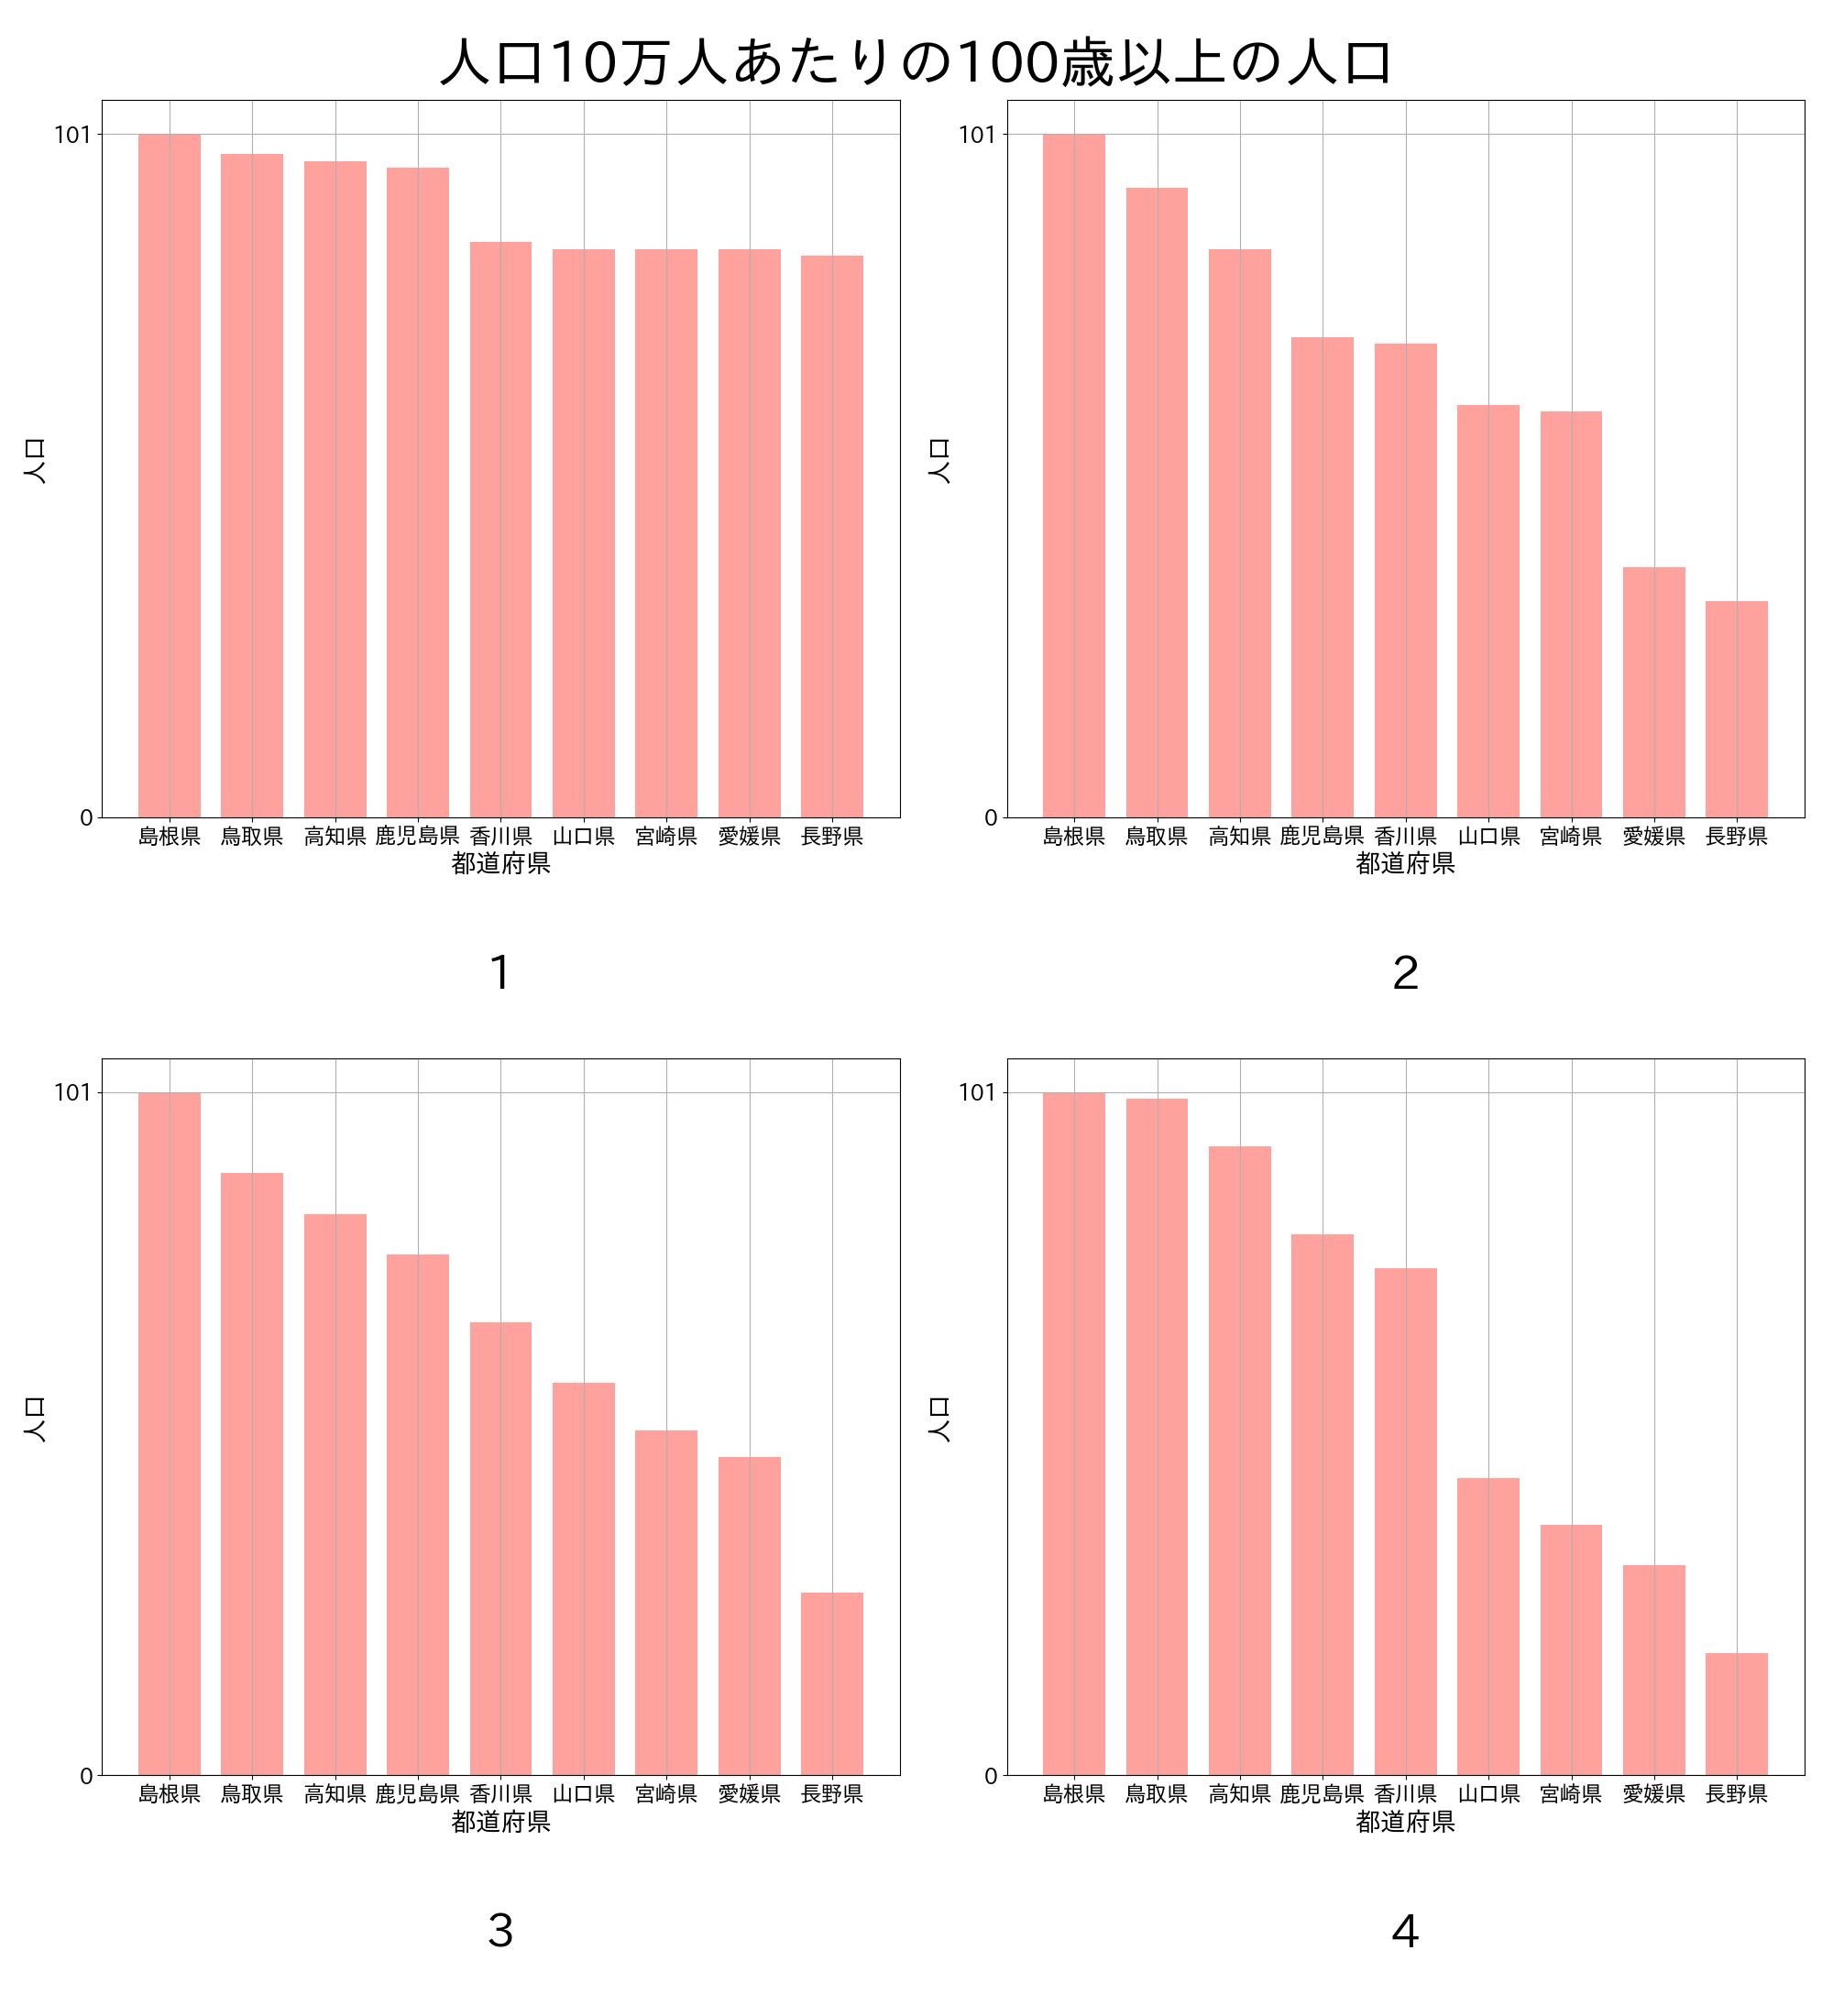 人口10万人あたりの100歳以上の人口
101
0
人口
島根県 鳥取県 高知県 鹿児島県 香川県 山口県 宮崎県 愛媛県 長野県
都道府県
1
101
0
人口
島根県 鳥取県 高知県 鹿児島県 香川県 山口県 宮崎県 愛媛県 長野県
都道府県
2
101
0
人口
島根県 鳥取県 高知県 鹿児島県 香川県 山口県 宮崎県 愛媛県 長野県
都道府県
3
101
0
人口
島根県 鳥取県 高知県 鹿児島県 香川県 山口県 宮崎県 愛媛県 長野県
都道府県
4